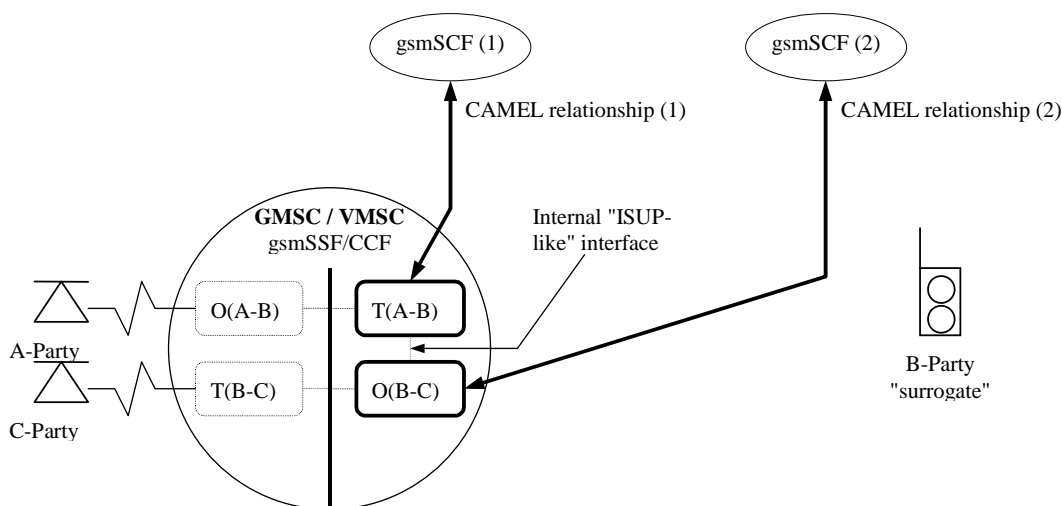 gsmSCF (1)
gsmSCF (2)
CAMEL relationship (1)
CAMEL relationship (2)
GMSC / VMSC
gsmSSF/CCF
Internal "ISUP-
like" interface
O(A-B)
T(A-B)
A-Party
T(B-C)
O(B-C)
C-Party
B-Party
"surrogate"